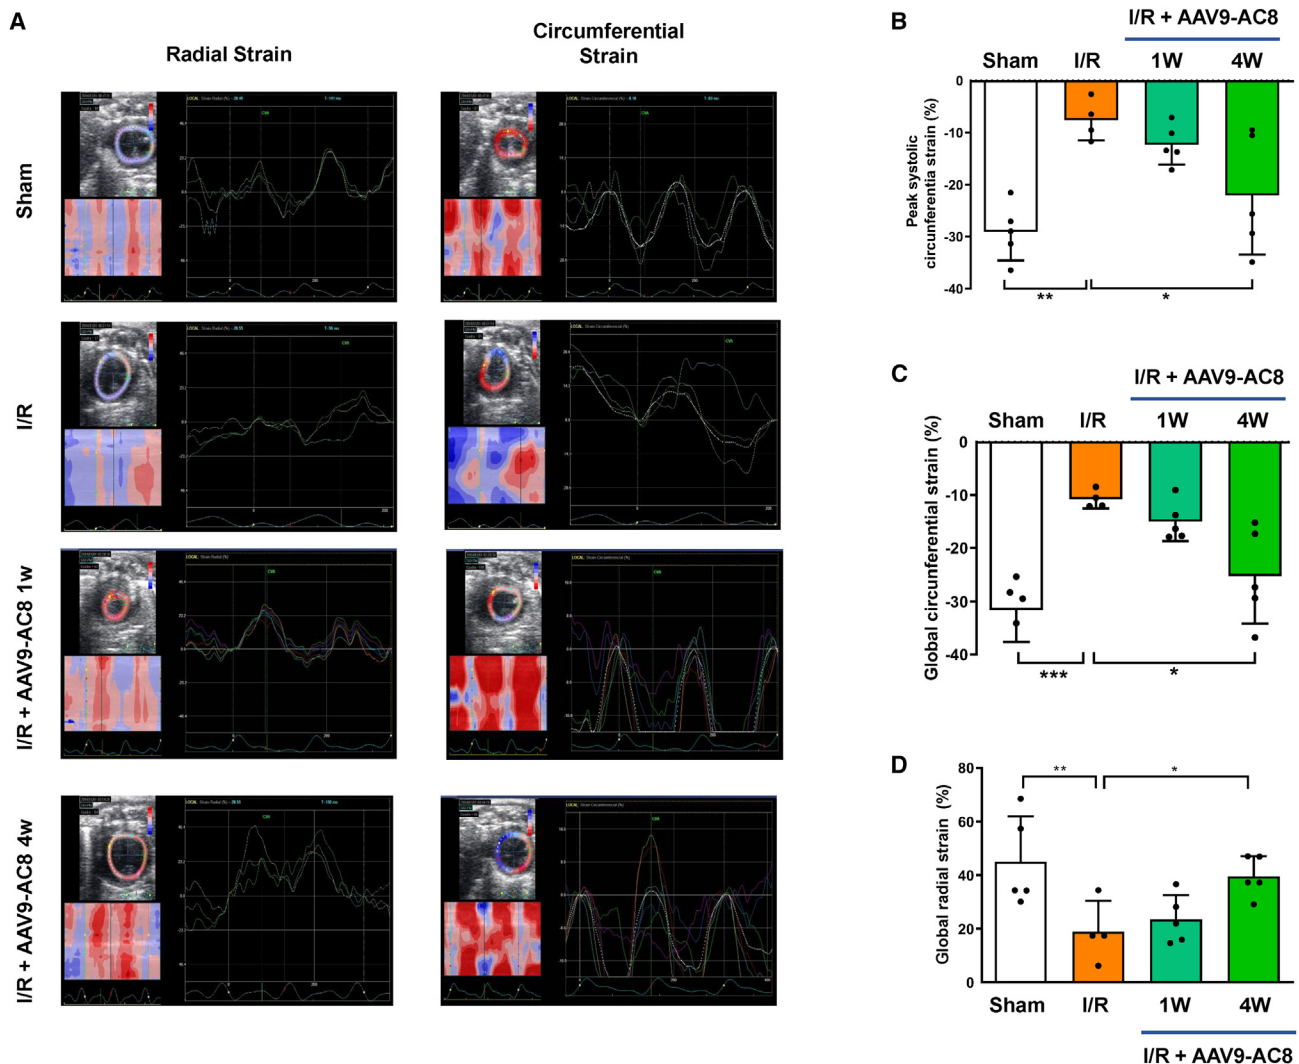 A
Radial Strain
Circumferential
Strain
Sham
I/R
I/R + AAV9-AC8 1w
I/R + AAV9-AC8 4w
B
I/R + AAV9-AC8
Sham
I/R
1W
4W
Peak systolic
circunferentia strain (%)
0
-10
-20
-30
-40
**
*
C
I/R + AAV9-AC8
Sham
I/R
1W
4W
Global circunferential strain (%)
0
-10
-20
-30
-40
***
*
D
Global radial strain (%)
80
60
40
20
0
**
*
Sham
I/R
1W
4W
I/R + AAV9-AC8